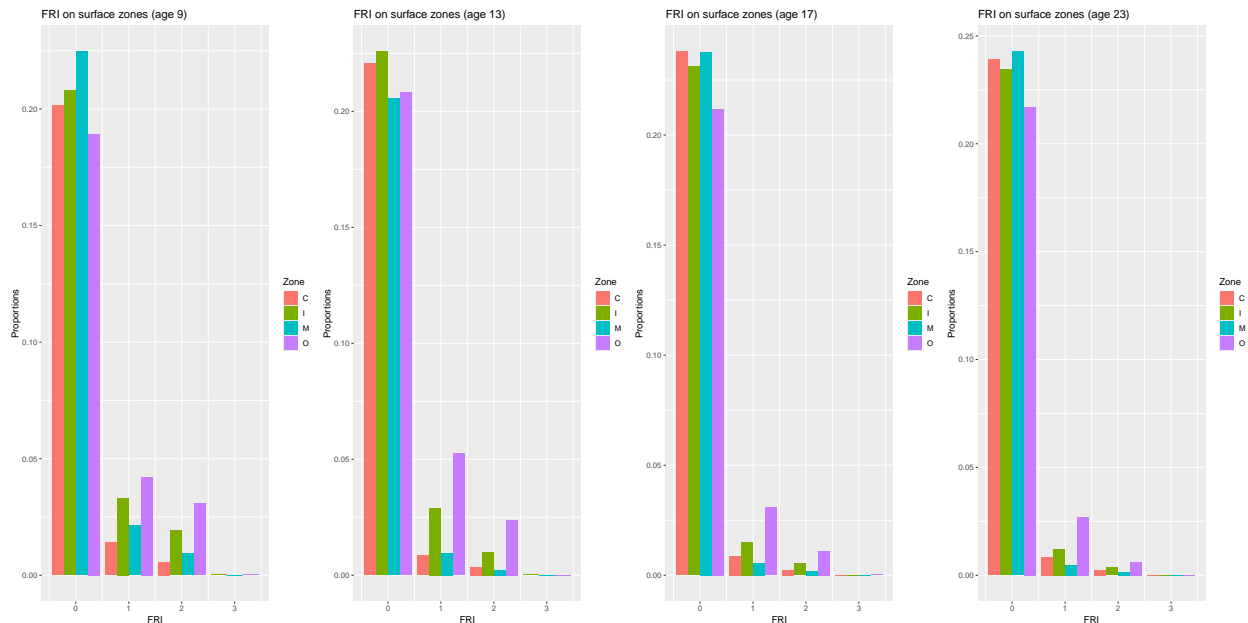 FRI on surface zones (age 9)
0.20
0.15
0.10
0.05
0.00
Proportions
0
1
2
3
FRI
Zone
C
I
M
O
FRI on surface zones (age 13)
0.20
0.15
0.10
0.05
0.00
Proportions
0
1
2
3
FRI
Zone
C
I
M
O
FRI on surface zones (age 17)
0.20
0.15
0.10
0.05
0.00
Proportions
0
1
2
3
FRI
Zone
C
I
M
O
FRI on surface zones (age 23)
0.25
0.20
0.15
0.10
0.05
0.00
Proportions
0
1
2
3
FRI
Zone
C
I
M
O